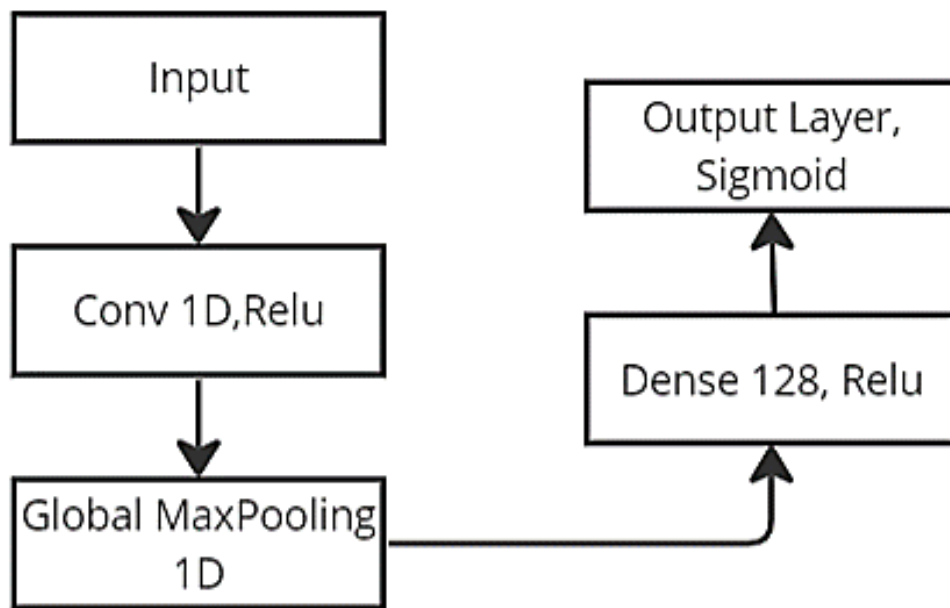 Input
Conv 1D,Relu
Global MaxPooling
1D
Dense 128, Relu
Output Layer,
Sigmoid